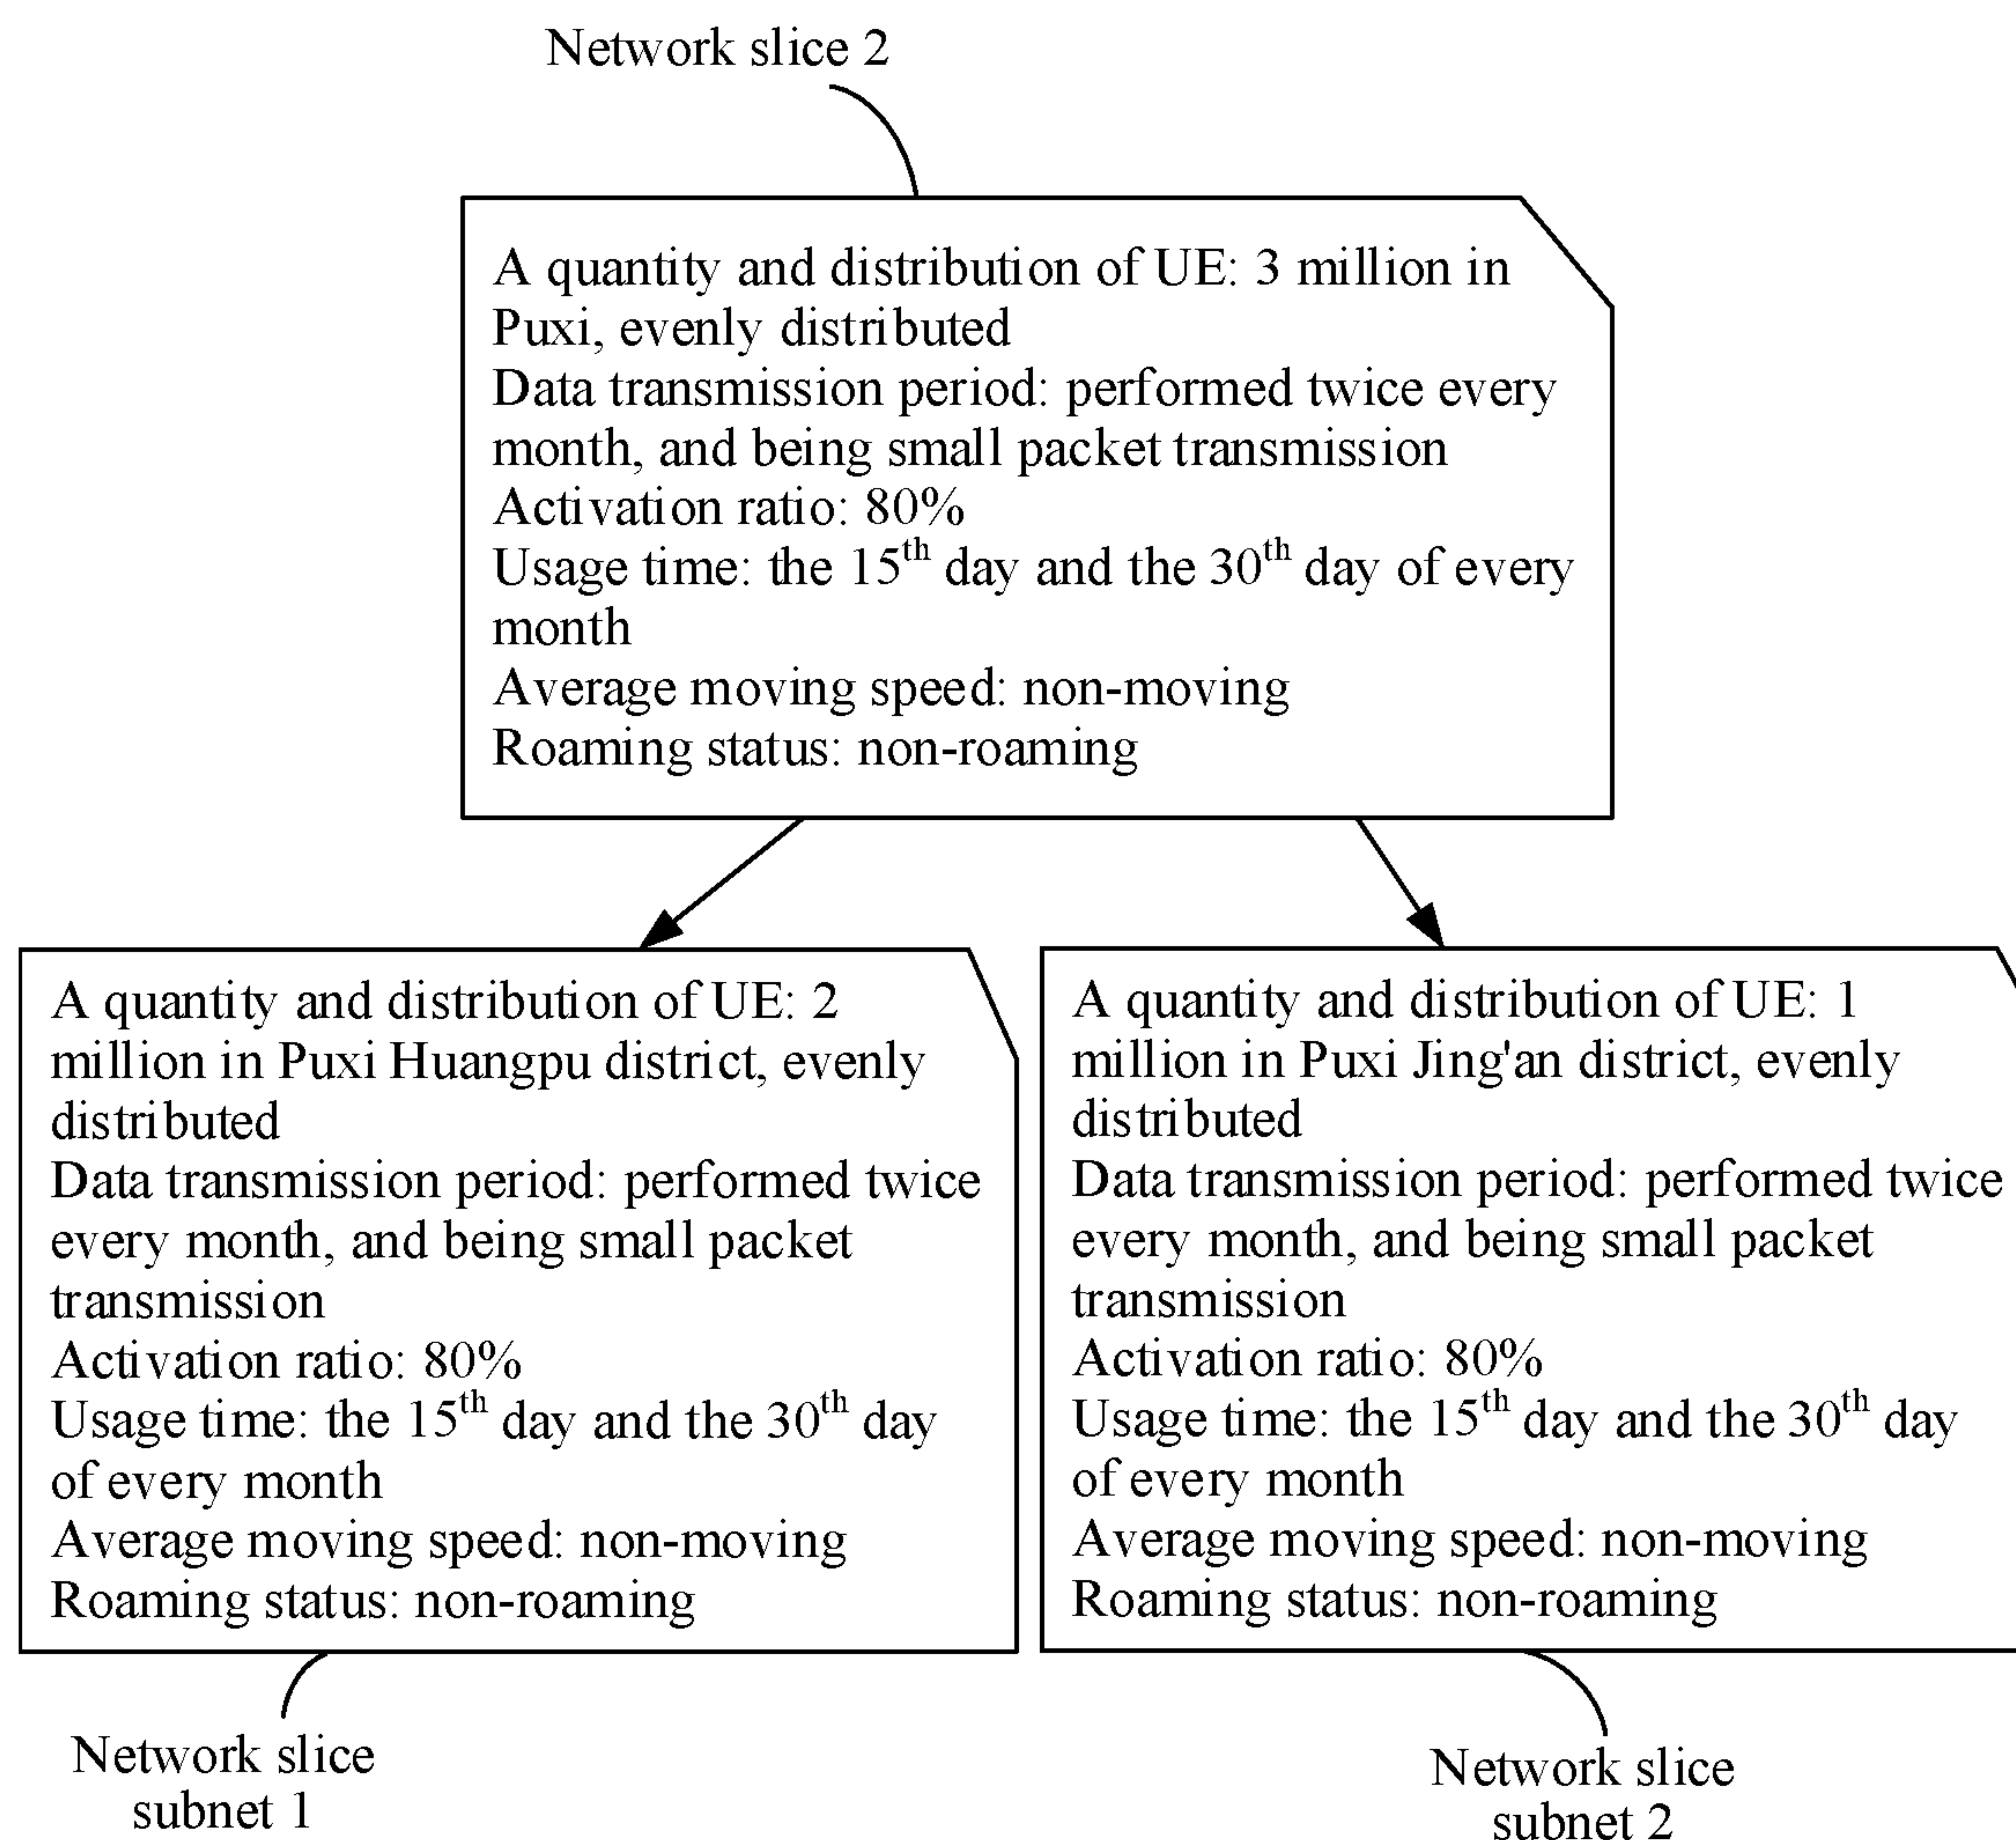 Network slice 2
A quantity and distribution of UE: 3 million in
Puxi, evenly distributed
Data transmission period: performed twice every
month, and being small packet transmission
Activation ratio: 80%
Usage time: the 15th day and the 30th day of every
month
Average moving speed: non-moving
Roaming status: non-roaming
A quantity and distribution of UE: 2
million in Puxi Huangpu district, evenly
distributed
Data transmission period: performed twice
every month, and being small packet
transmission
Activation ratio: 80%
Usage time: the 15th day and the 30th day
of every month
Average moving speed: non-moving
Roaming status: non-roaming
Network slice
subnet 1
A quantity and distribution of UE: 1
million in Puxi Jing'an district, evenly
distributed
Data transmission period: performed twice
every month, and being small packet
transmission
Activation ratio: 80%
Usage time: the 15th day and the 30th day
of every month
Average moving speed: non-moving
Roaming status: non-roaming
Network slice
subnet 2